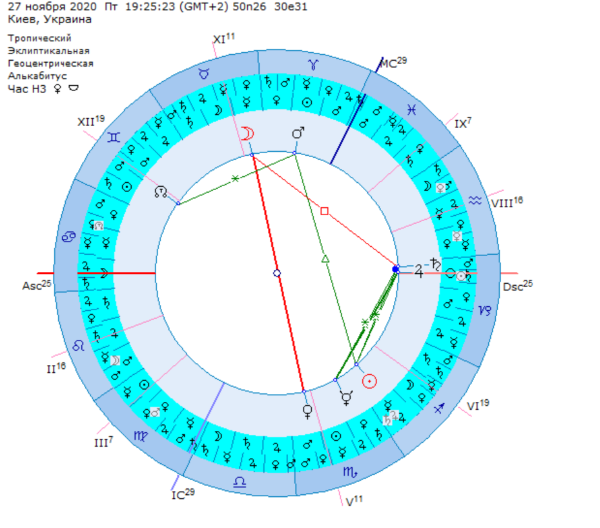 27 ноября 2020 Пт 19:25:23 (GMT+2) 50n26 30e31
Киев, Украина
Тропический
Эклиптикальная
Геоцентрическая
Алькабитус
Час НЗ ♀
XI11
MC29
XII19
IX7
VIII16
Asc25
Dsc25
II16
VI19
III7
IC29
V11